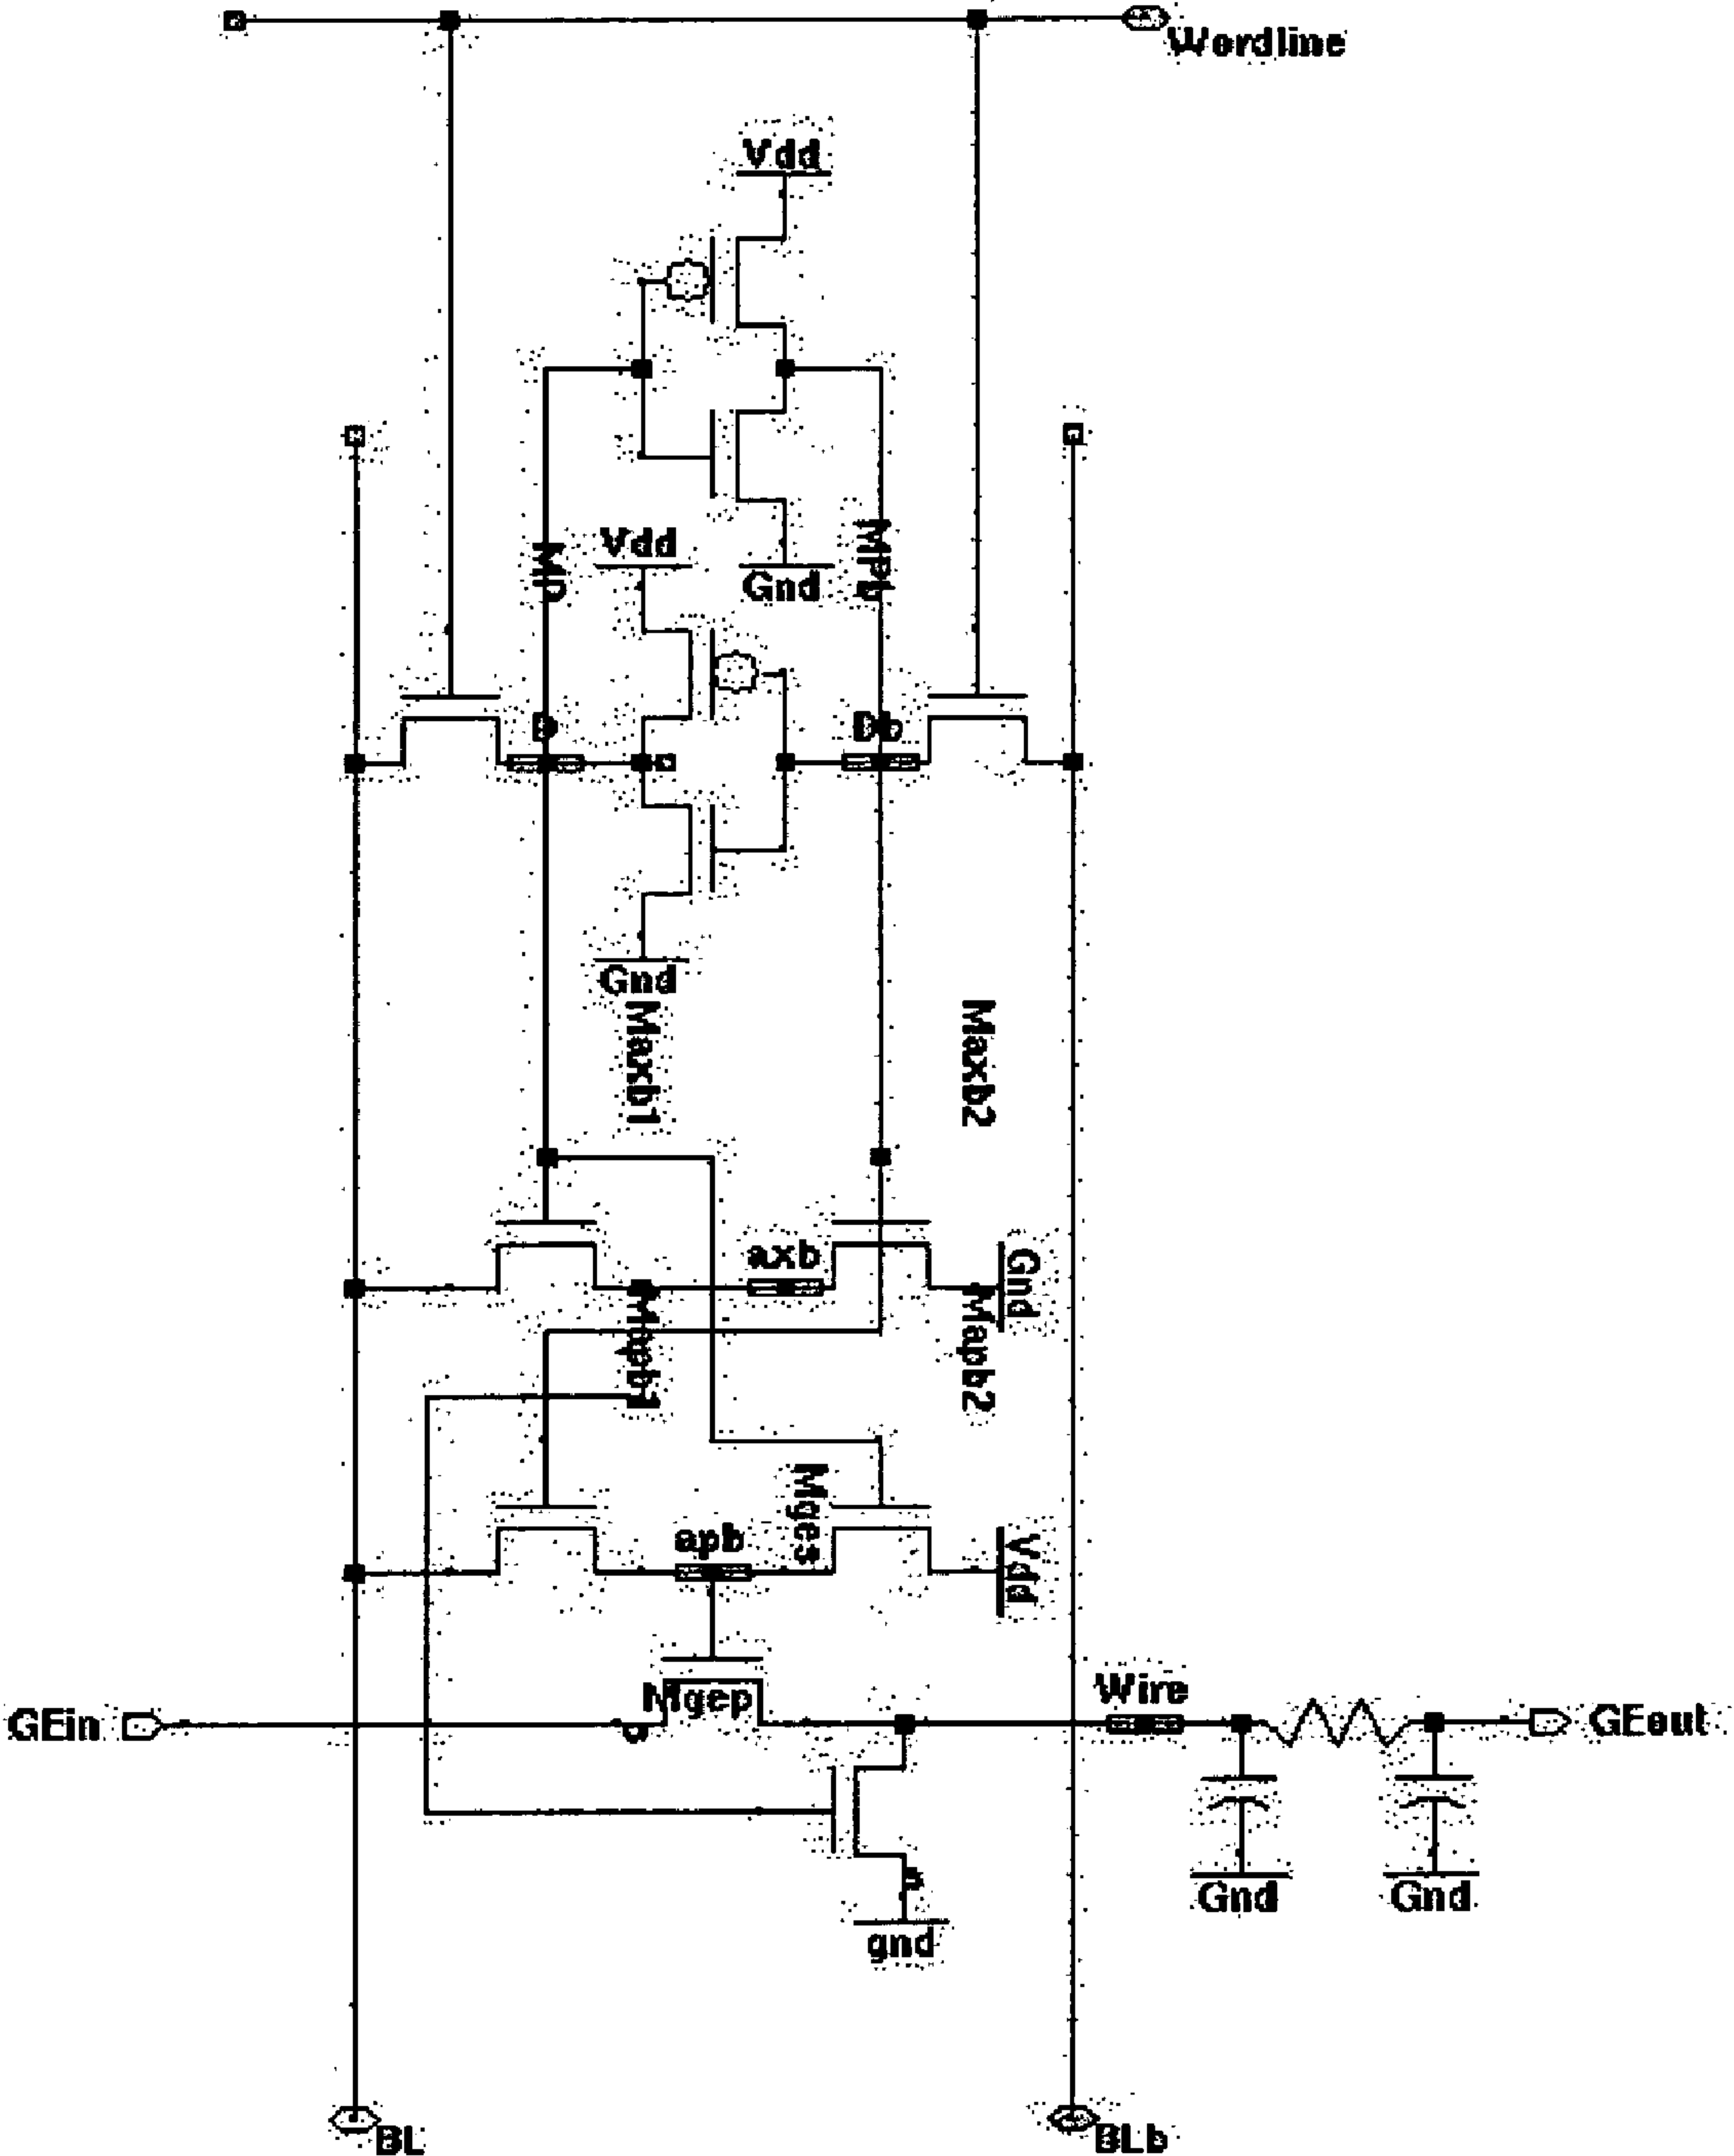 Wordline
Vdd
Vdd
MP
Gnd
MPb
D
Db
Gnd
Maxb1
Maxb2
axb
Gnd
Mapb1
Mapb2
Mges
apb
Vdd
Mgep
Wire
GEin
GEout
Gnd
Gnd
gnd
BL
BLb